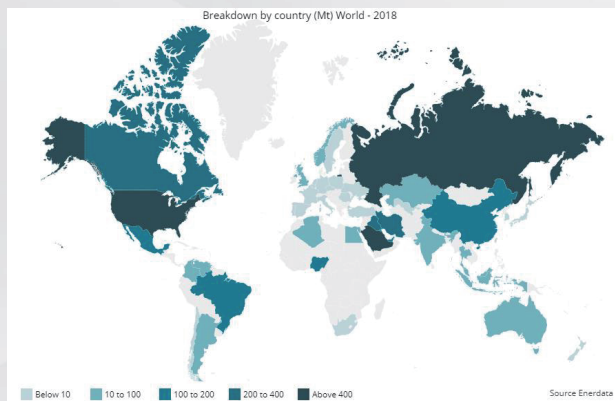 Breakdown by country (Mt) World - 2018
Below 10
10 to 100
100 to 200
200 to 400
Above 400
Source Enerdata